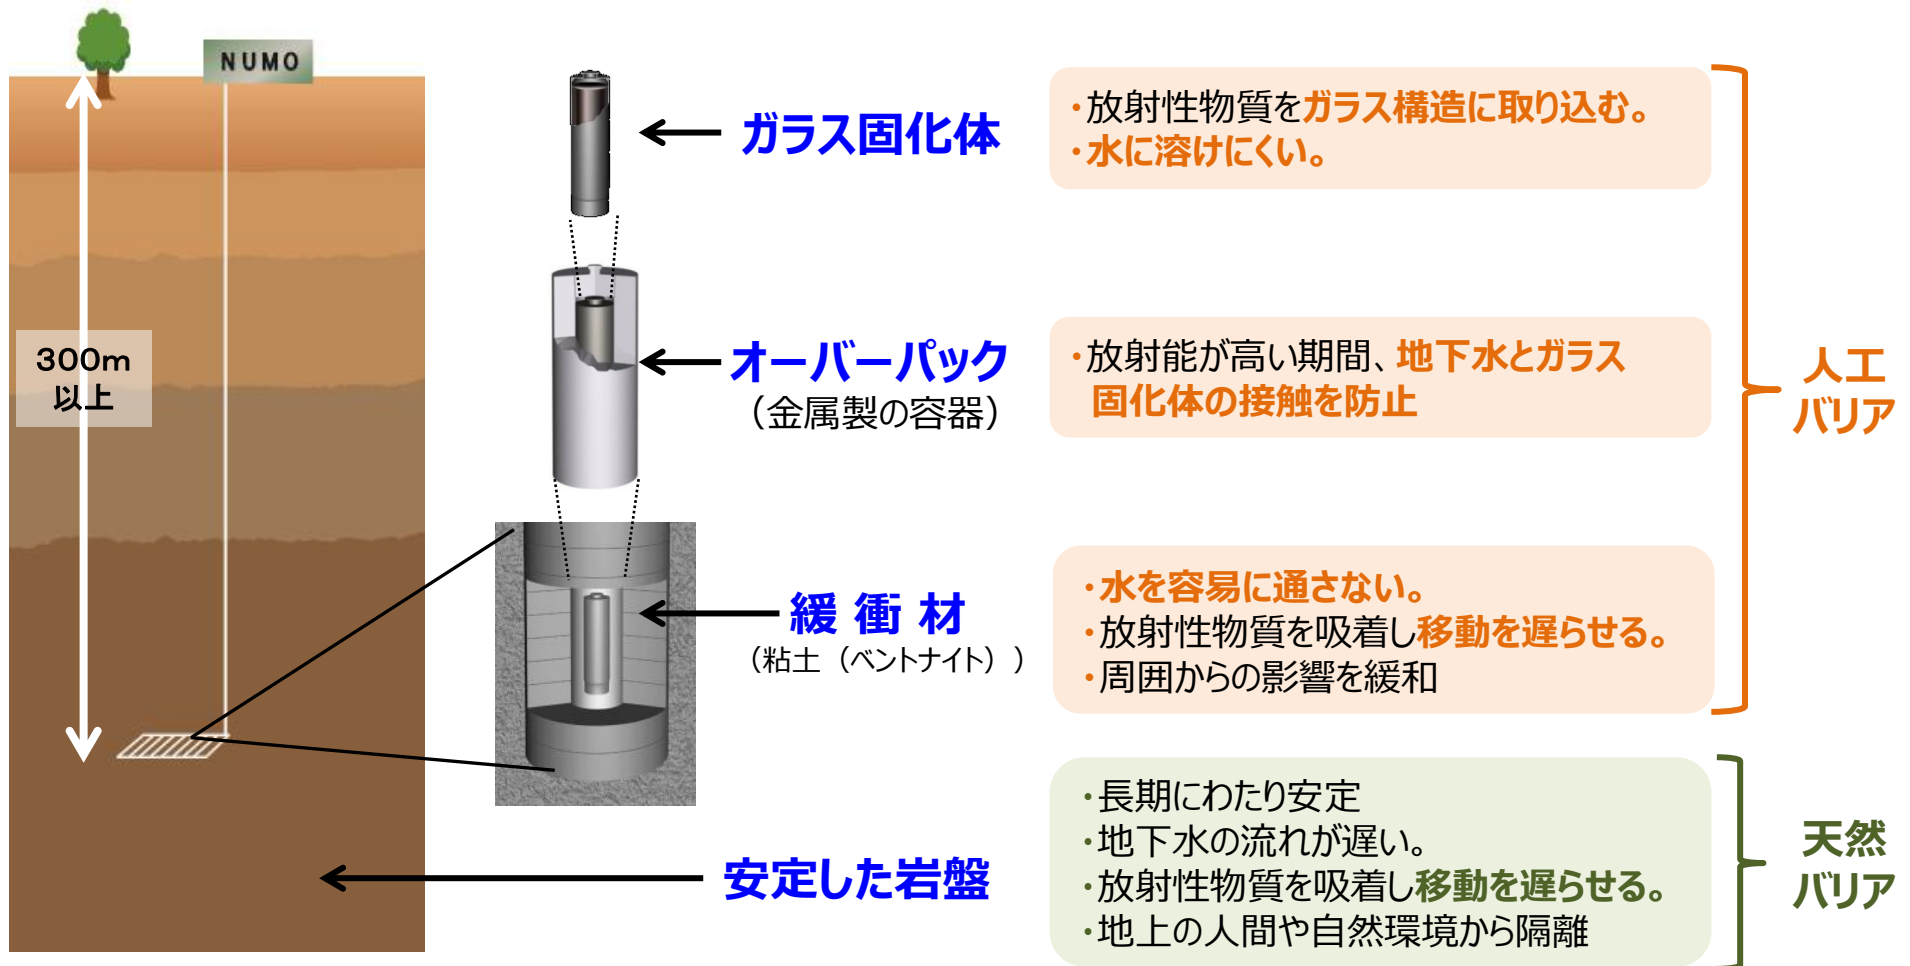 NUMO
300m
以上
ガラス固化体
・放射性物質をガラス構造に取り込む。
・水に溶けにくい。
オーバーパック
（金属製の容器）
・放射能が高い期間、地下水とガラス
固化体の接触を防止
緩 衝 材
（粘土（ベントナイト））
・水を容易に通さない。
・放射性物質を吸着し移動を遅らせる。
・周囲からの影響を緩和
人工
バリア
安定した岩盤
・長期にわたり安定
・地下水の流れが遅い。
・放射性物質を吸着し移動を遅らせる。
・地上の人間や自然環境から隔離
天然
バリア